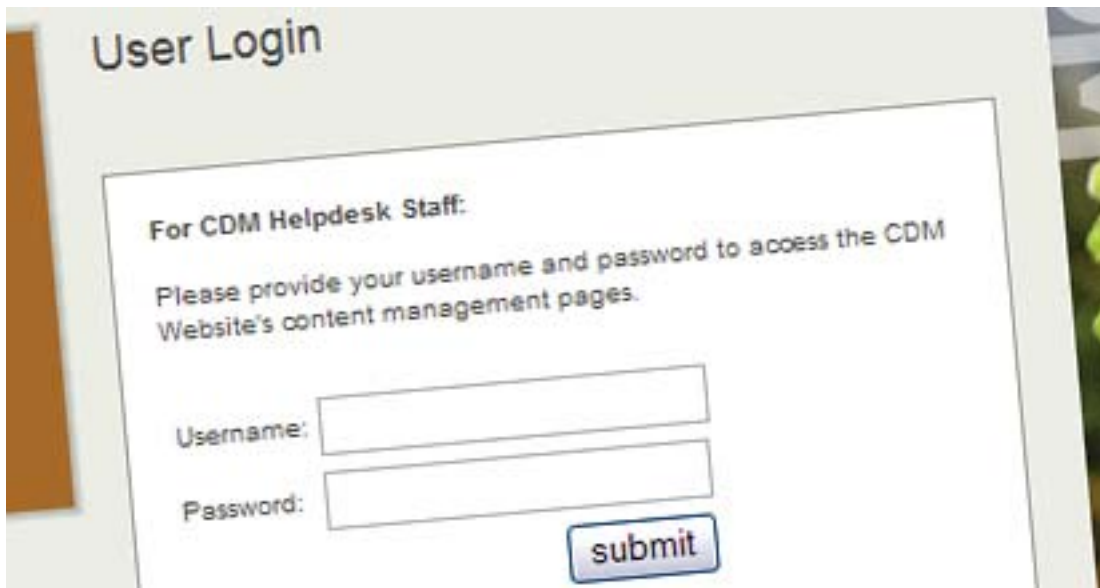 User Login
For CDM Helpdesk Staff:
Please provide your username and password to access the CDM
Website's content management pages.
Username:
Password:
submit